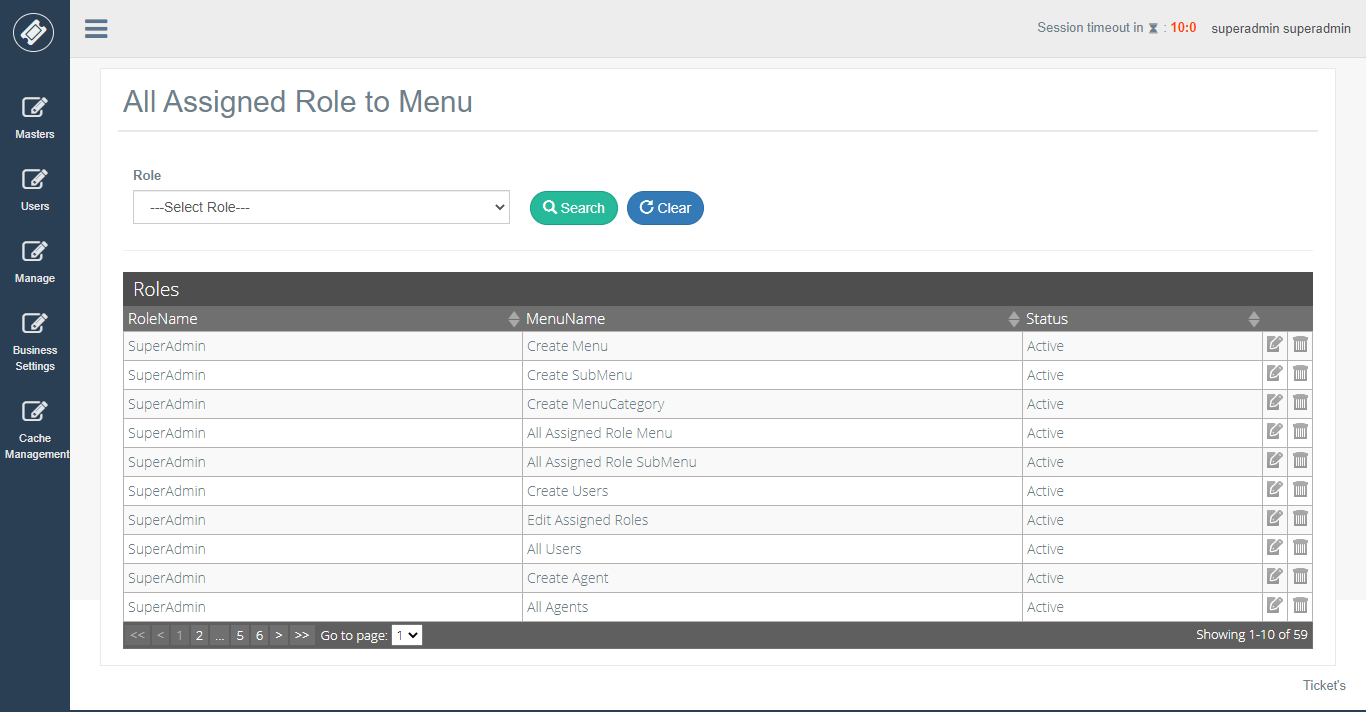 Session timeout in : 10:0 superadmin superadmin
Masters
Users
Manage
Business
Settings
Cache
Management
All Assigned Role to Menu
Role
---Select Role---
Search
Clear
Roles
RoleName MenuName Status
SuperAdmin Create Menu Active
SuperAdmin Create SubMenu Active
SuperAdmin Create MenuCategory Active
SuperAdmin All Assigned Role Menu Active
SuperAdmin All Assigned Role SubMenu Active
SuperAdmin Create Users Active
SuperAdmin Edit Assigned Roles Active
SuperAdmin All Users Active
SuperAdmin Create Agent Active
SuperAdmin All Agents Active
<< < 1 2 ... 5 6 > >> Go to page: 1 Showing 1-10 of 59
Ticket's